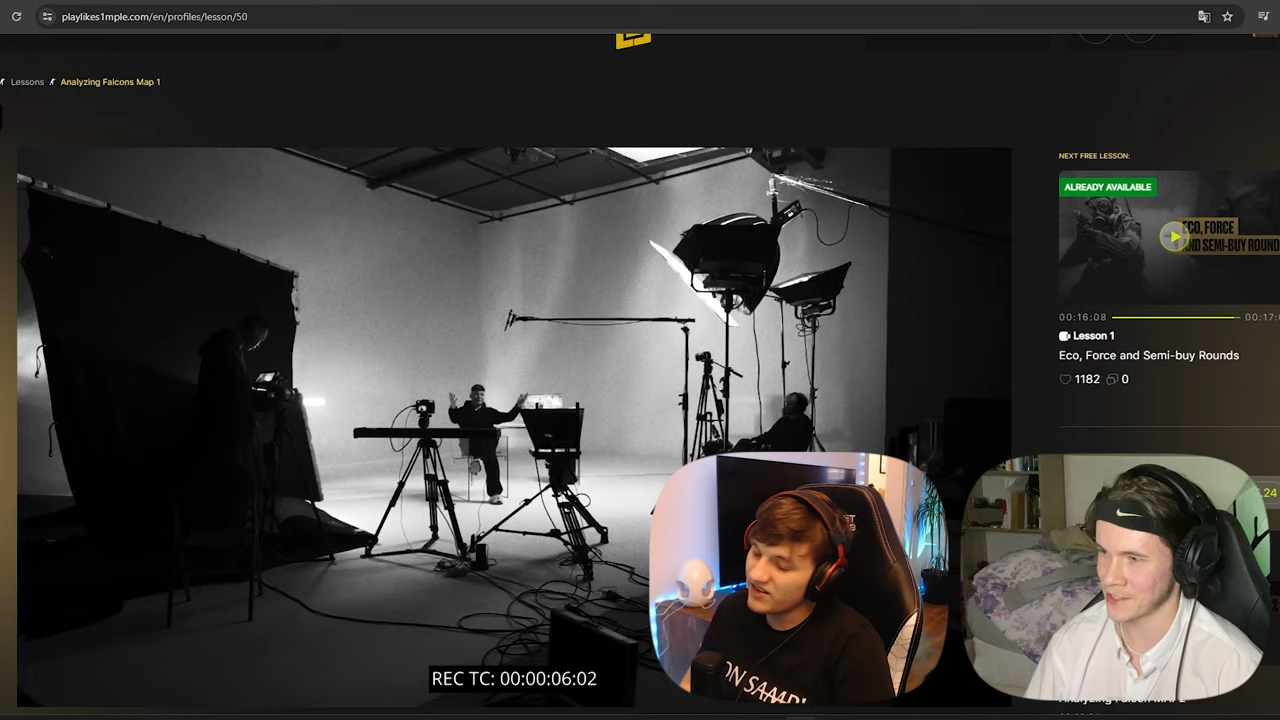 playlikes1mple.com/en/profiles/lesson/50
Lessons
Analyzing Falcons Map 1
NEXT FREE LESSON:
ALREADY AVAILABLE
ECO, FORCE
AND SEMI-BUY ROUND
00:16:08
00:17:0
Lesson 1
Eco, Force and Semi-buy Rounds
1182
0
.24
REC TC: 00:00:06:02